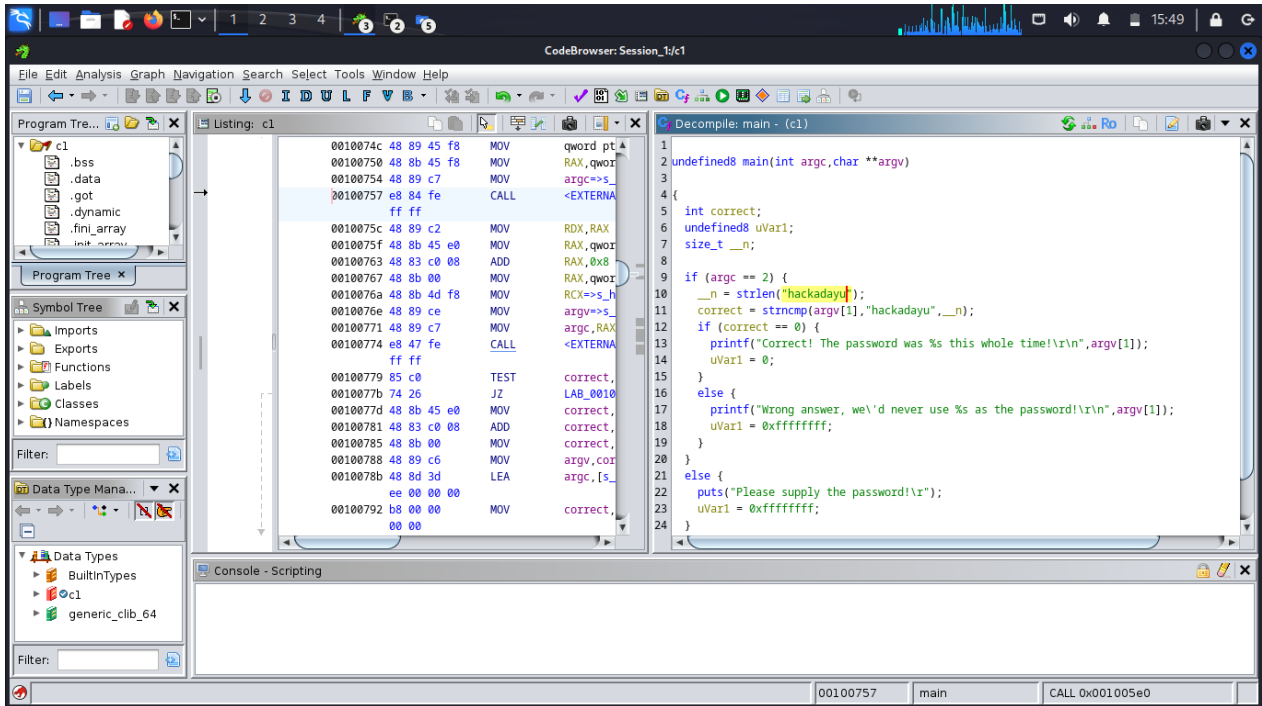 1 2 3 4 3 2 5 15:49
CodeBrowser: Session_1:/c1
File Edit Analysis Graph Navigation Search Select Tools Window Help
I D U L F V B
Program Tre...
c1
.bss
.data
.got
.dynamic
.fini_array
.init_array
Program Tree ×
Symbol Tree
Imports
Exports
Functions
Labels
Classes
Namespaces
Filter:
Data Type Mana...
Data Types
BuiltInTypes
c1
generic_clib_64
Filter:
Listing: c1
0010074c 48 89 45 f8 MOV qword pt
00100750 48 8b 45 f8 MOV RAX,qwor
00100754 48 89 c7 MOV argc=>s_
00100757 e8 84 fe CALL <EXTERNA
ff ff
0010075c 48 89 c2 MOV RDX,RAX
0010075f 48 8b 45 e0 MOV RAX,qwor
00100763 48 83 c0 08 ADD RAX,0x8
00100767 48 8b 00 MOV RAX,qwor
0010076a 48 8b 4d f8 MOV RCX=>s_h
0010076e 48 89 ce MOV argv=>s_
00100771 48 89 c7 MOV argc,RAX
00100774 e8 47 fe CALL <EXTERNA
ff ff
00100779 85 c0 TEST correct,
0010077b 74 26 JZ LAB_0010
0010077d 48 8b 45 e0 MOV correct,
00100781 48 83 c0 08 ADD correct,
00100785 48 8b 00 MOV correct,
00100788 48 89 c6 MOV argv,cor
0010078b 48 8d 3d LEA argc,[s_
ee 00 00 00
00100792 b8 00 00 MOV correct,
00 00
Decompile: main - (c1)
Ro
1
2 undefined8 main(int argc,char **argv)
3
4 {
5 int correct;
6 undefined8 uVar1;
7 size_t __n;
8
9 if (argc == 2) {
10 __n = strlen("hackadayu");
11 correct = strncmp(argv[1],"hackadayu",__n);
12 if (correct == 0) {
13 printf("Correct! The password was %s this whole time!\r\n",argv[1]);
14 uVar1 = 0;
15 }
16 else {
17 printf("Wrong answer, we\'d never use %s as the password!\r\n",argv[1]);
18 uVar1 = 0xffffffff;
19 }
20 }
21 else {
22 puts("Please supply the password!\r");
23 uVar1 = 0xffffffff;
24 }
Console - Scripting
00100757 main CALL 0x001005e0